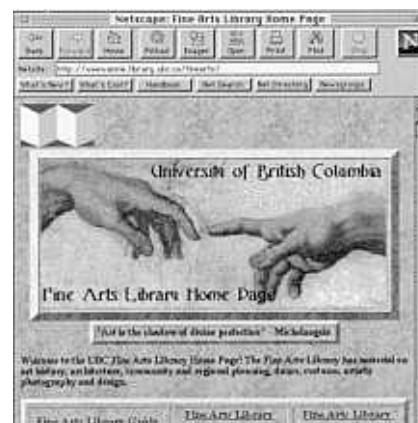 Netscape: Fine Arts Library Home Page
Back Forward Home Reload Images Open Print Find Stop
What's New? What's Cool? Handbook Net Search Net Directory Newsgroups
University of British Columbia
Fine Arts Library Home Page
"Art is the shadow of divine perfection" - Michelangelo
Welcome to the UBC Fine Arts Library Home Page! The Fine Arts Library has material on
art history, architecture, community and regional planning, dance, costume, artistic
photography and design.
Fine Arts Library Guide Fine Arts Library Fine Arts Library